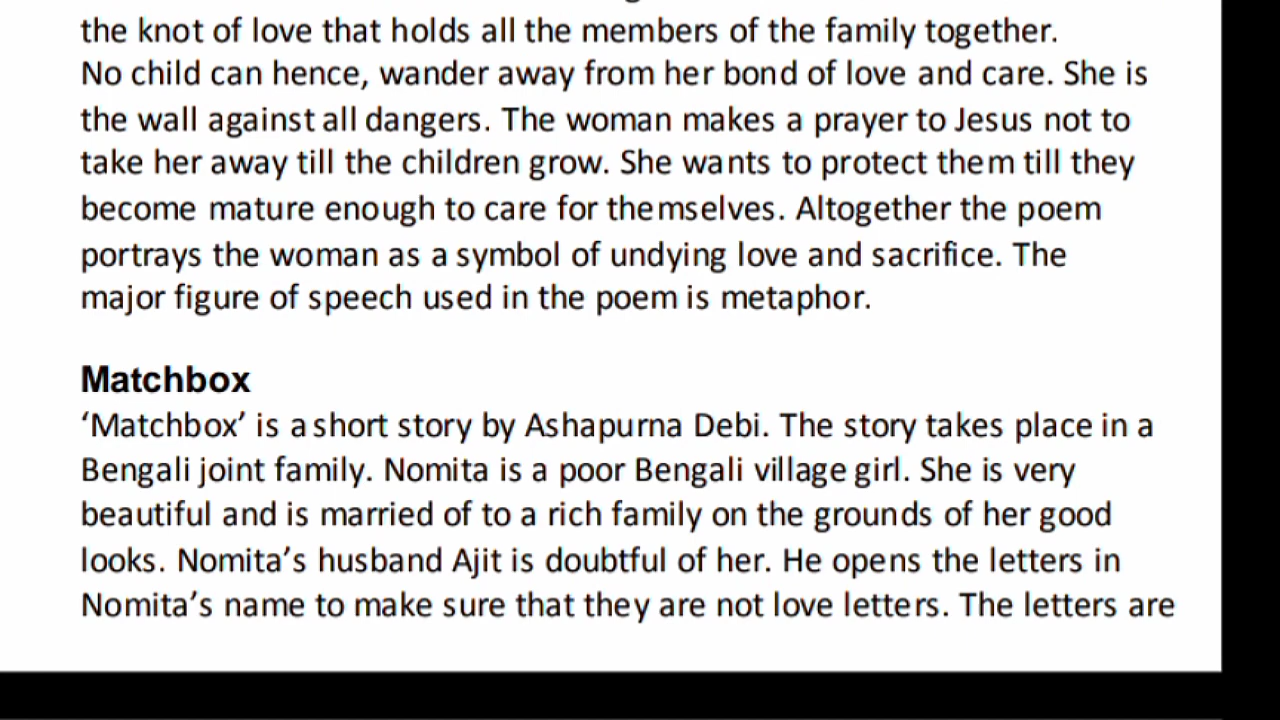 the knot of love that holds all the members of the family together.
No child can hence, wander away from her bond of love and care. She is
the wall against all dangers. The woman makes a prayer to Jesus not to
take her away till the children grow. She wants to protect them till they
become mature enough to care for themselves. Altogether the poem
portrays the woman as a symbol of undying love and sacrifice. The
major figure of speech used in the poem is metaphor.
Matchbox
‘Matchbox’ is a short story by Ashapurna Debi. The story takes place in a
Bengali joint family. Nomita is a poor Bengali village girl. She is very
beautiful and is married of to a rich family on the grounds of her good
looks. Nomita’s husband Ajit is doubtful of her. He opens the letters in
Nomita’s name to make sure that they are not love letters. The letters are